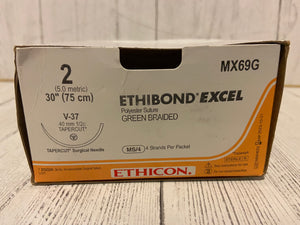 2
(5.0 metric)
30" (75 cm)
V-37
40 mm 1/2c
TAPERCUT®
TAPERCUT® Surgical Needle
MX69G
ETHIBOND* EXCEL
Polyester Suture
GREEN BRAIDED
MS/4 4 Strands Per Packet
ETHICON.